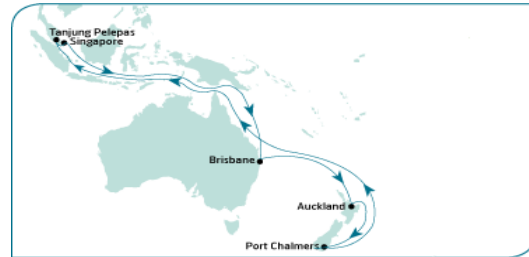 Tanjung Pelepas
Singapore
Brisbane
Auckland
Port Chalmers